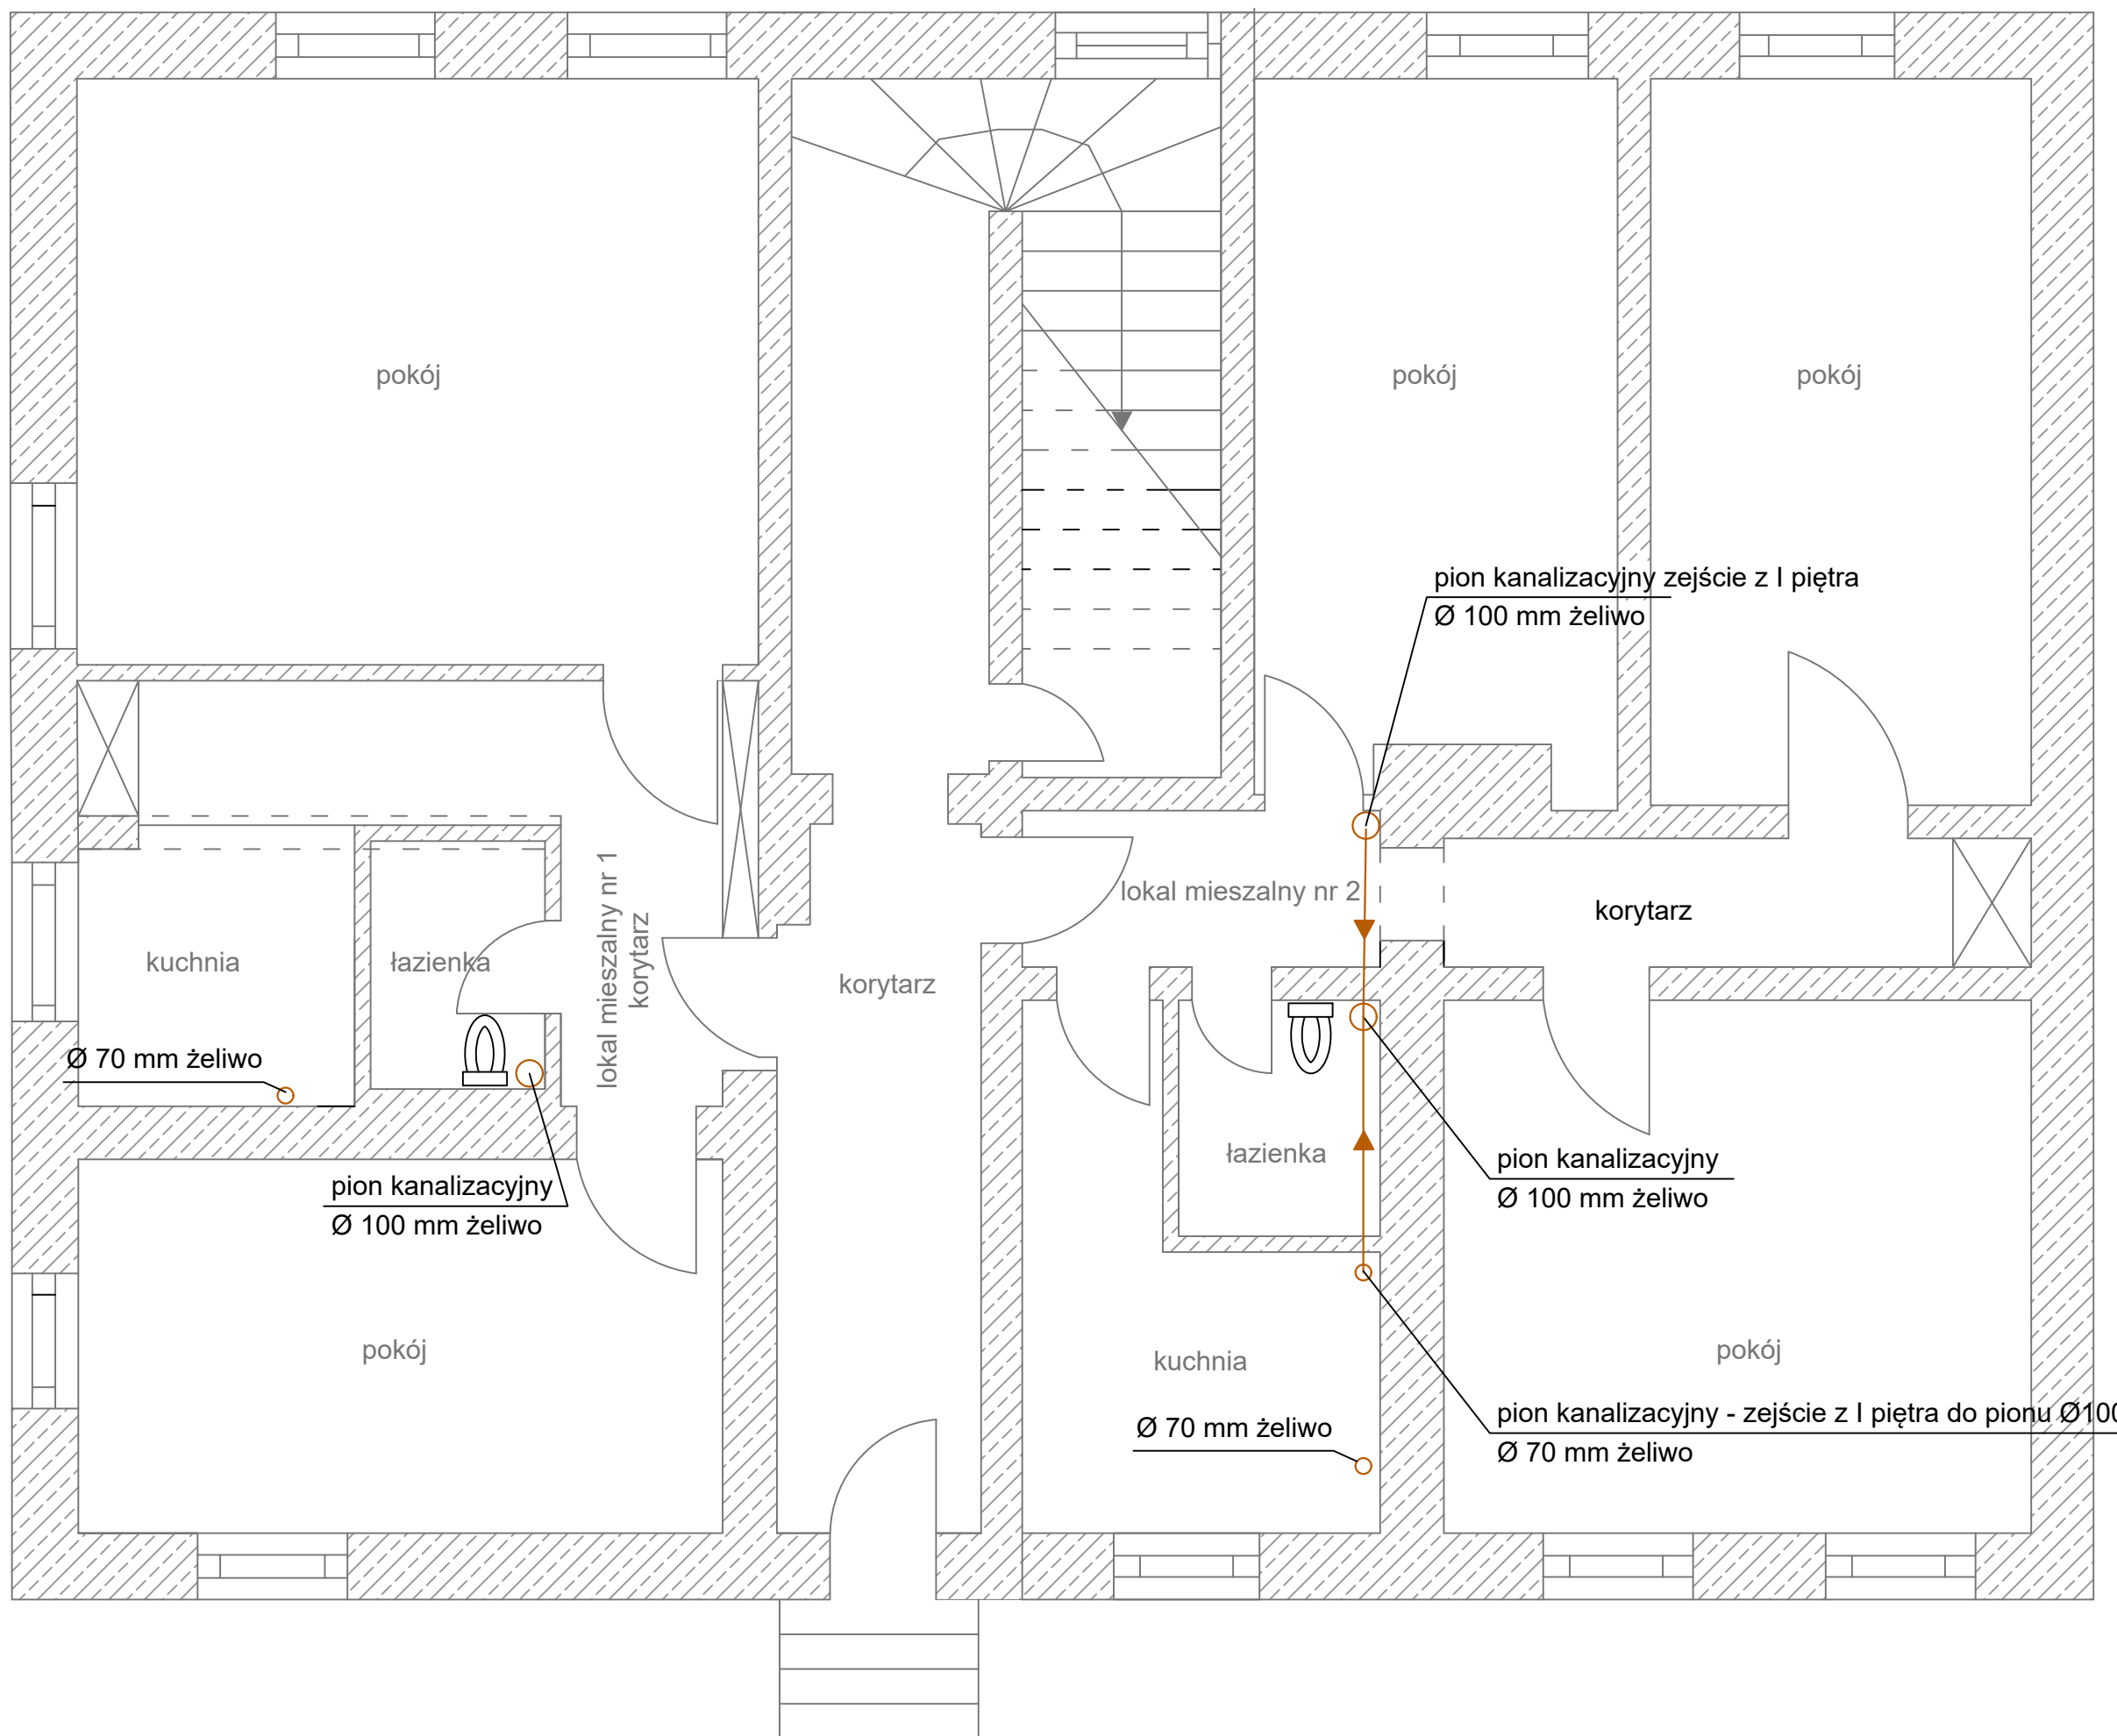 pokój
pokój
pokój
pion kanalizacyjny zejście z I piętra
Ø 100 mm żeliwo
lokal mieszalny nr 1
korytarz
lokal mieszalny nr 2
korytarz
kuchnia
łazienka
korytarz
Ø 70 mm żeliwo
łazienka
pion kanalizacyjny
Ø 100 mm żeliwo
pion kanalizacyjny
Ø 100 mm żeliwo
pokój
kuchnia
pokój
pion kanalizacyjny - zejście z I piętra do pionu Ø100
Ø 70 mm żeliwo
Ø 70 mm żeliwo